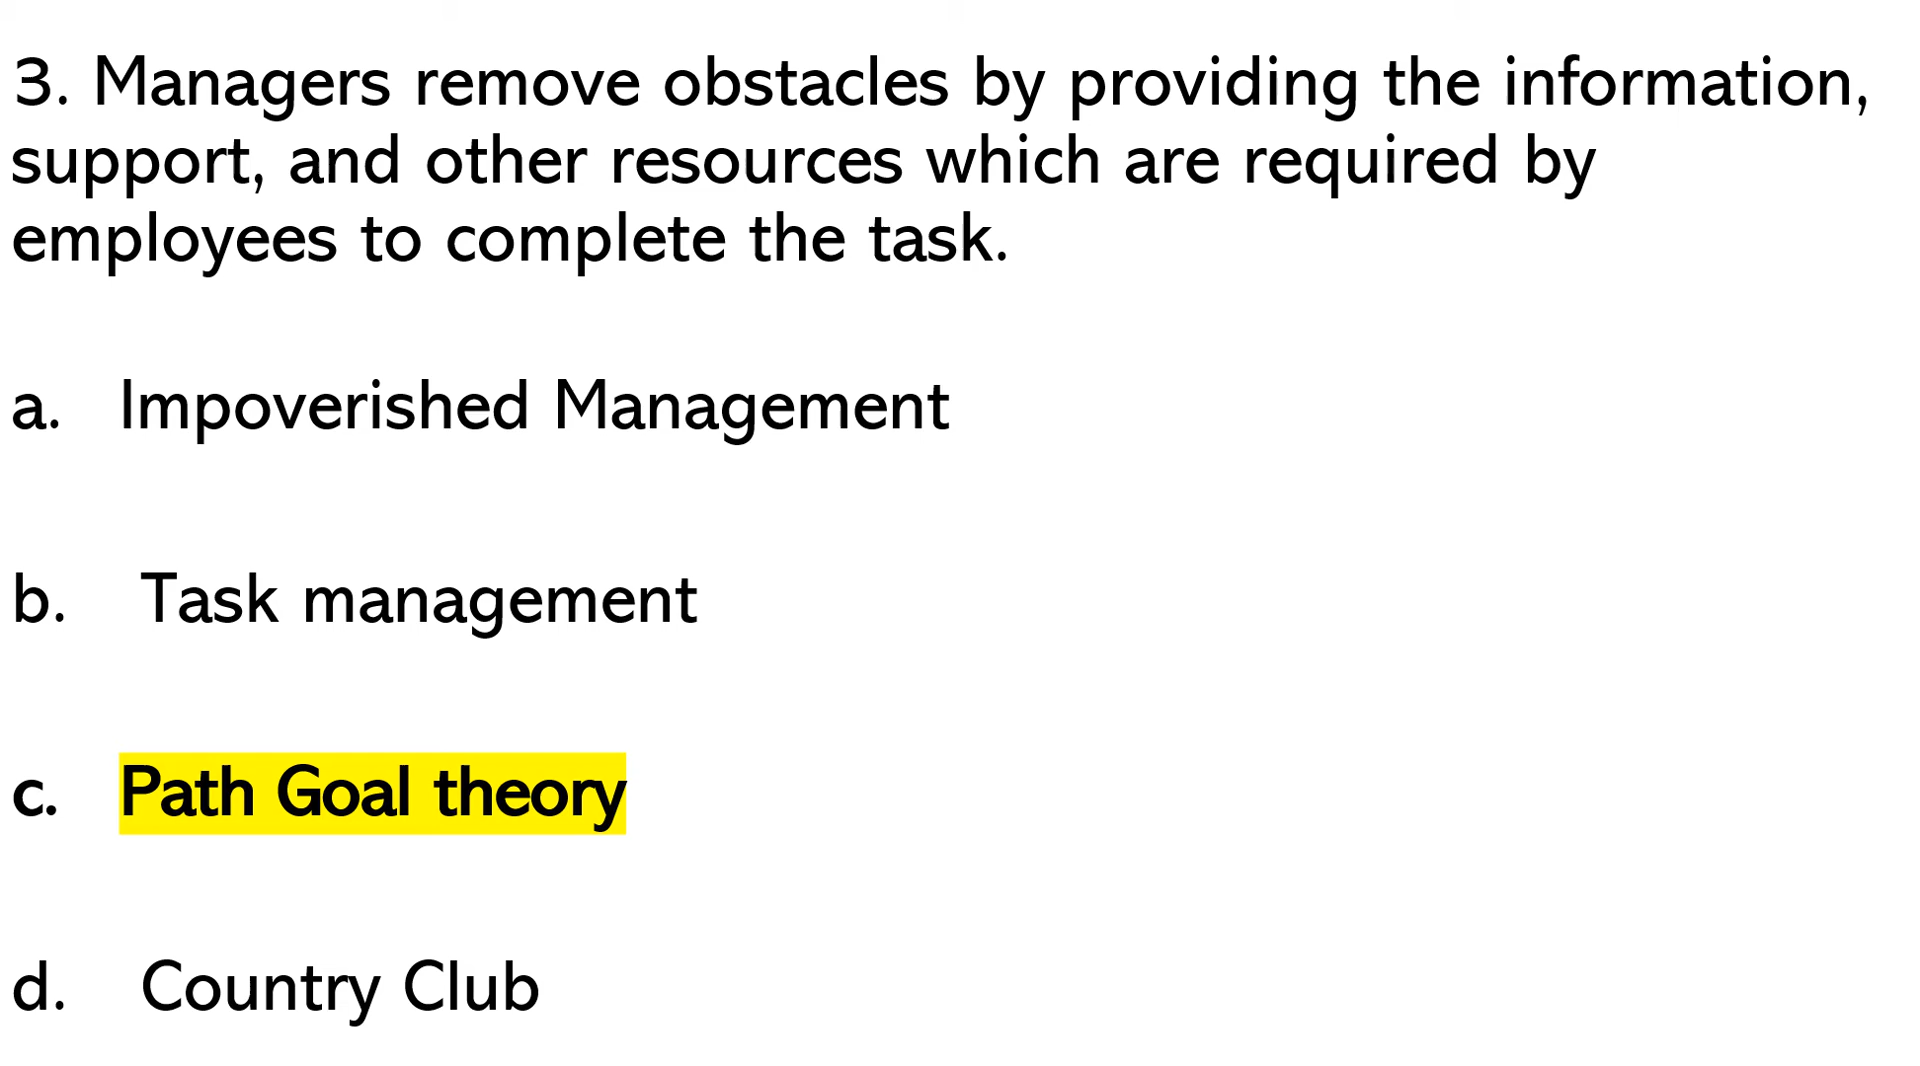 3. Managers remove obstacles by providing the information,
support, and other resources which are required by
employees to complete the task.
a. Impoverished Management
b. Task management
c. Path Goal theory
d. Country Club